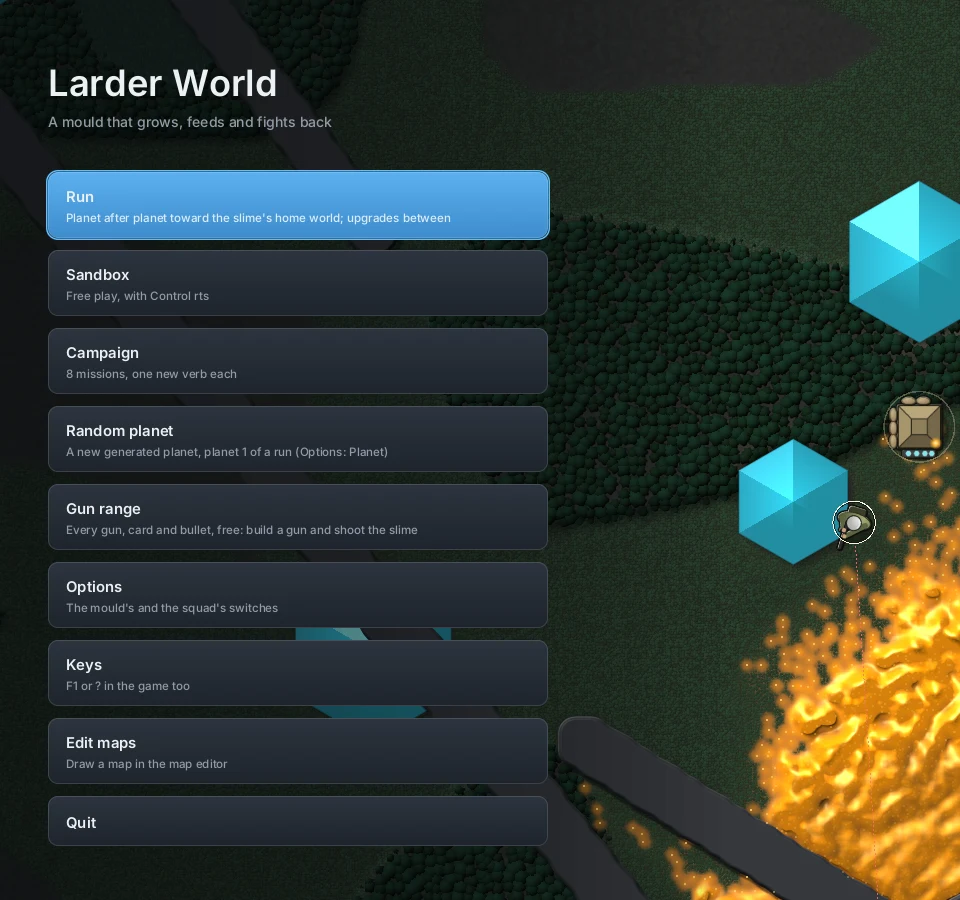 Larder World
A mould that grows, feeds and fights back
Run
Planet after planet toward the slime's home world; upgrades between
Sandbox
Free play, with Control rts
Campaign
8 missions, one new verb each
Random planet
A new generated planet, planet 1 of a run (Options: Planet)
Gun range
Every gun, card and bullet, free: build a gun and shoot the slime
Options
The mould's and the squad's switches
Keys
F1 or ? in the game too
Edit maps
Draw a map in the map editor
Quit